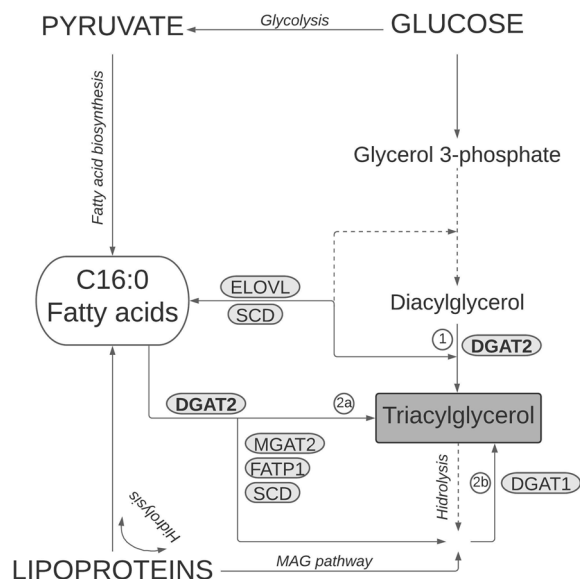 PYRUVATE
Glycolysis
GLUCOSE
Fatty acid biosynthesis
Glycerol 3-phosphate
C16:0
Fatty acids
ELOVL
SCD
Diacylglycerol
1
DGAT2
DGAT2
2a
Triacylglycerol
MGAT2
FATP1
SCD
Hidrolysis
2b
DGAT1
Hidrolysis
LIPOPROTEINS
MAG pathway